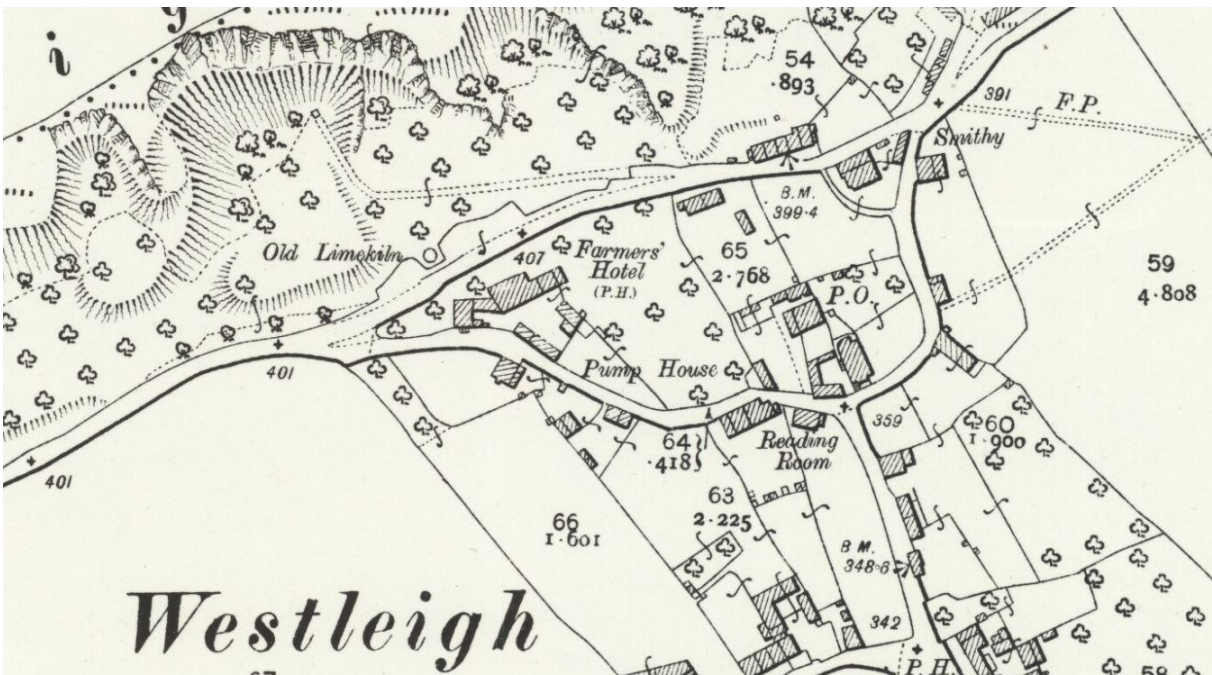 i
54
.893
391
F.P.
Smithy
B.M.
399.4
Old Limekiln
407
Farmers'
Hotel
(P.H.)
65
2.768
59
4.808
P.O.
401
Pump House
359
60
1.900
64
.418
Reading
Room
401
63
2.225
66
1.601
B M.
348.6
Westleigh
342
P.H.